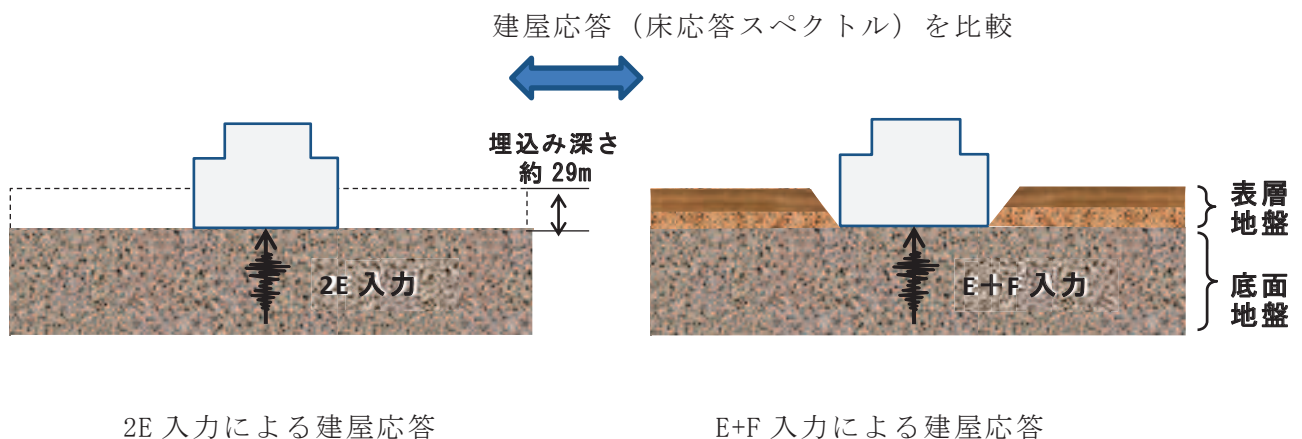 建屋応答（床応答スペクトル）を比較
埋込み深さ
約 29m
2E 入力
E＋F 入力
表層
地盤
底面
地盤
2E 入力による建屋応答
E+F 入力による建屋応答